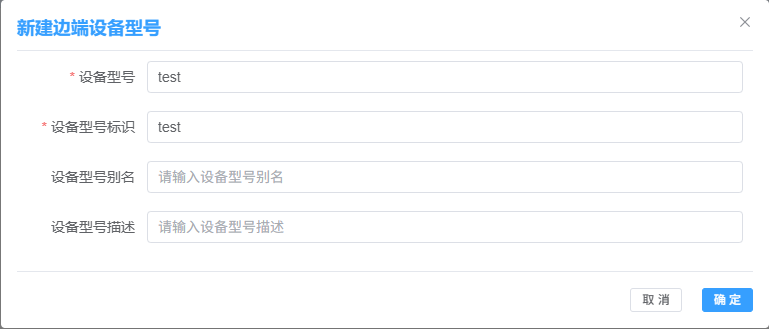 新建边端设备型号
* 设备型号 test
* 设备型号标识 test
设备型号别名 请输入设备型号别名
设备型号描述 请输入设备型号描述
取 消 确 定